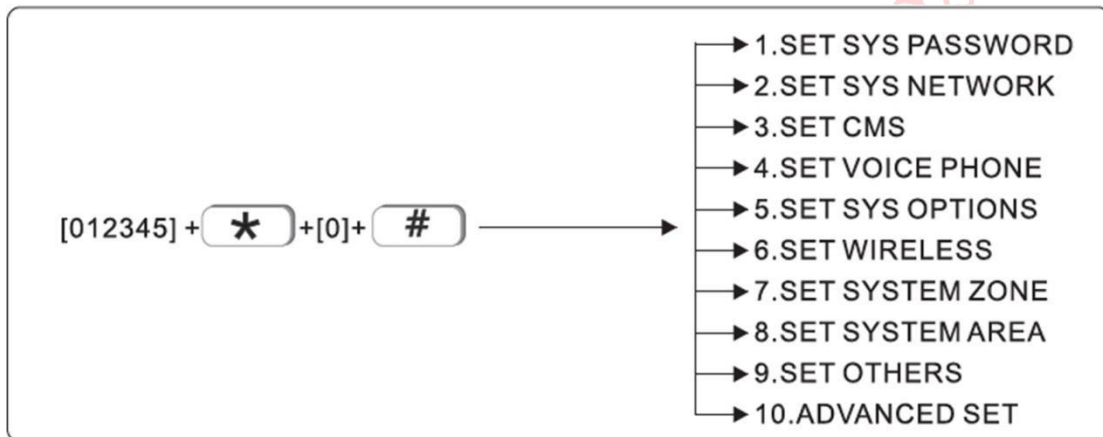 1.SET SYS PASSWORD
2.SET SYS NETWORK
3.SET CMS
4.SET VOICE PHONE
[012345] + * +[0]+ #
5.SET SYS OPTIONS
6.SET WIRELESS
7.SET SYSTEM ZONE
8.SET SYSTEM AREA
9.SET OTHERS
10.ADVANCED SET